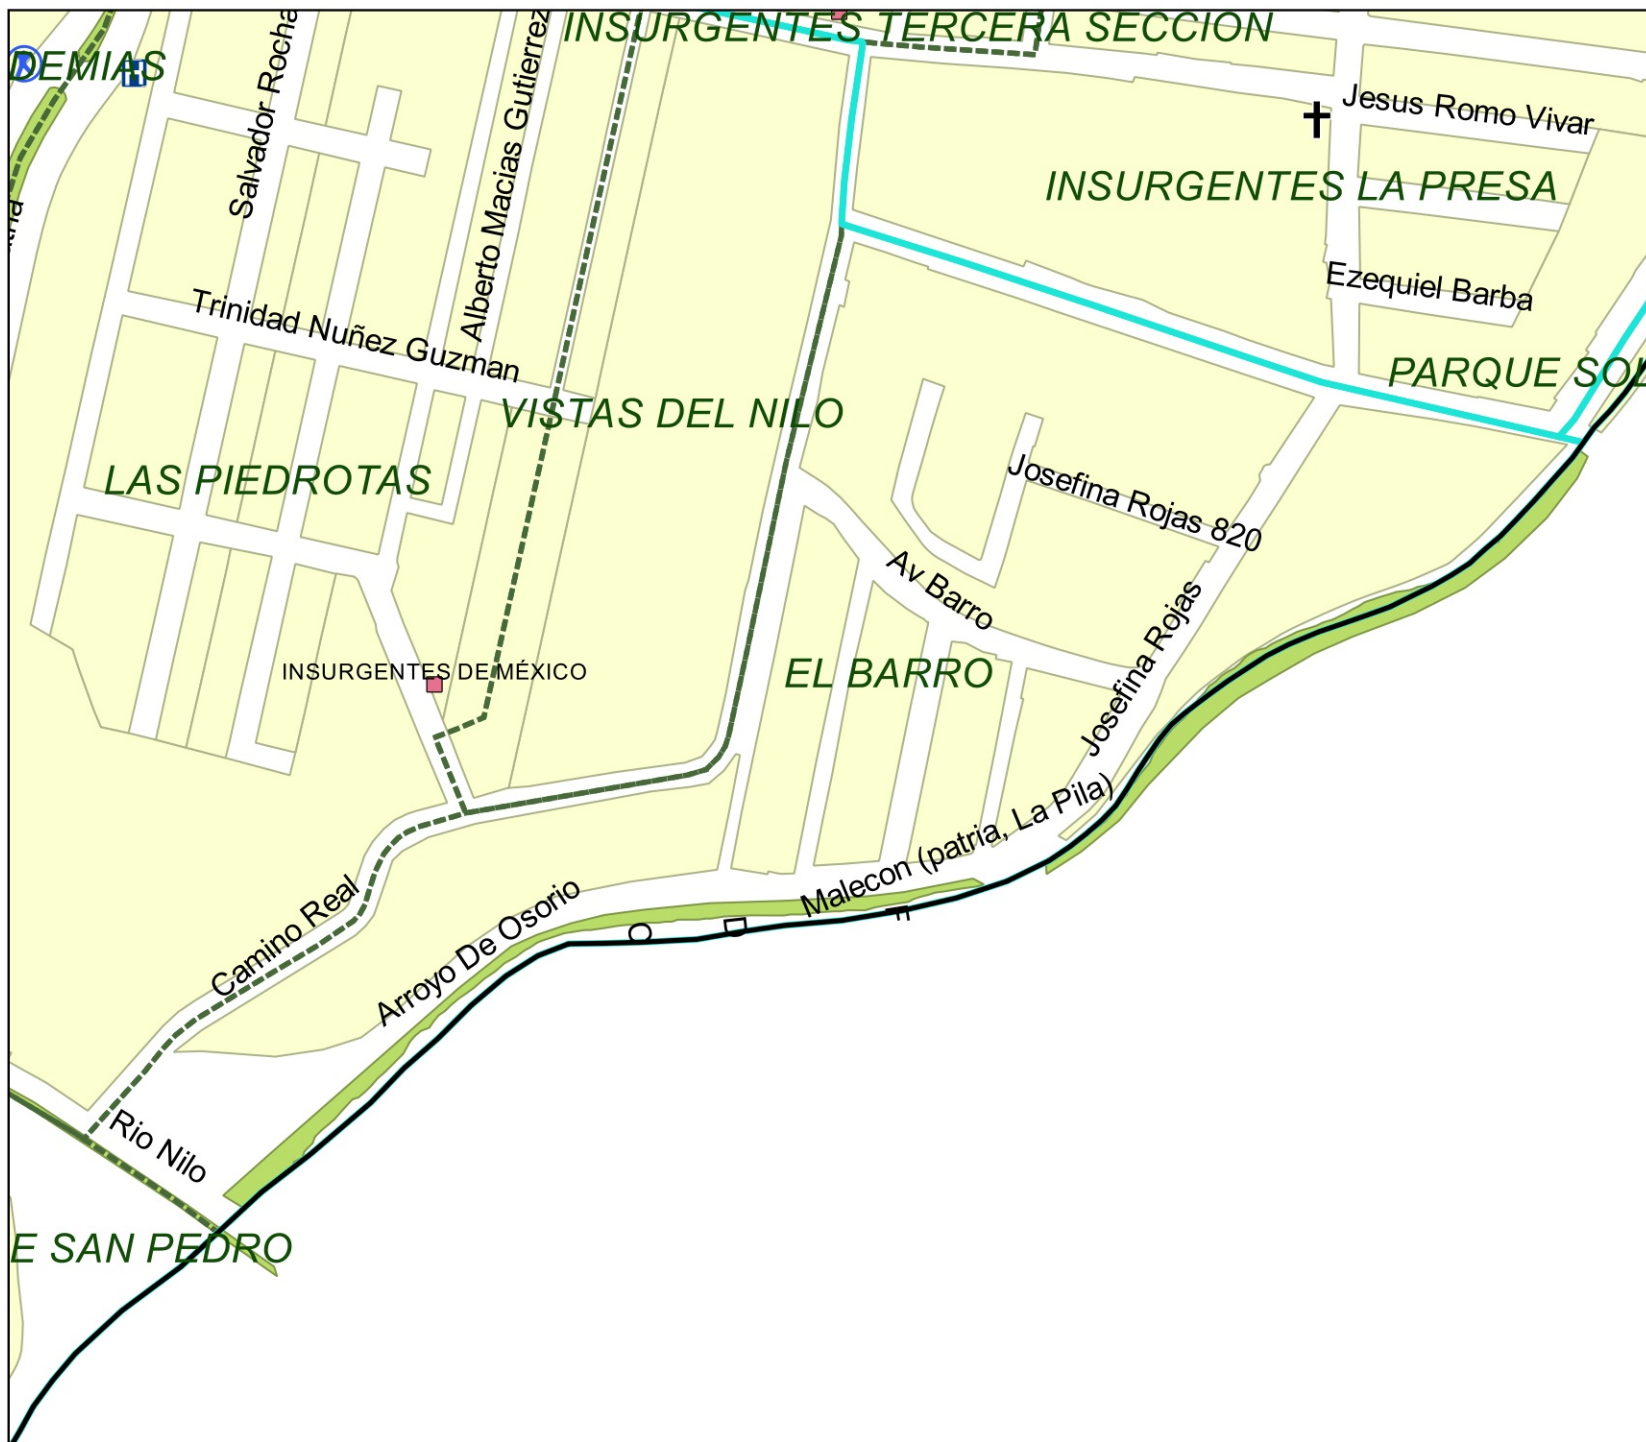 INSURGENTES TERCERA SECCION
DEMIAS
Salvador Rocha
Alberto Macias Gutierrez
Jesus Romo Vivar
INSURGENTES LA PRESA
Ezequiel Barba
Trinidad Nuñez Guzman
PARQUE SOL
VISTAS DEL NILO
LAS PIEDROTAS
Josefina Rojas 820
Av Barro
Josefina Rojas
INSURGENTES DE MÉXICO
EL BARRO
Malecon (patria, La Pila)
Camino Real
Arroyo De Osorio
O D F
Rio Nilo
E SAN PEDRO